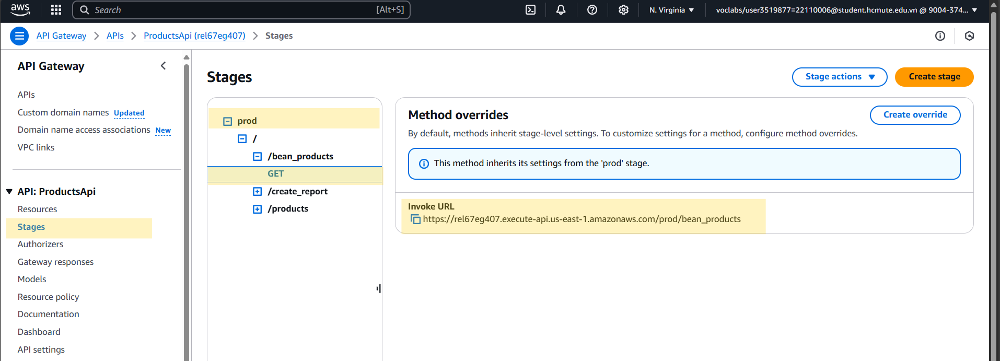 aws
Search
[Alt+S]
N. Virginia
voclabs/user3519877=22110006@student.hcmute.edu.vn @ 9004-374...
API Gateway
APIs
ProductsApi (rel67eg407)
Stages
API Gateway
APIs
Custom domain names Updated
Domain name access associations New
VPC links
API: ProductsApi
Resources
Stages
Authorizers
Gateway responses
Models
Resource policy
Documentation
Dashboard
API settings
Stages
Stage actions
Create stage
prod
/
/bean_products
GET
/create_report
/products
Method overrides
Create override
By default, methods inherit stage-level settings. To customize settings for a method, configure method overrides.
This method inherits its settings from the 'prod' stage.
Invoke URL
https://rel67eg407.execute-api.us-east-1.amazonaws.com/prod/bean_products